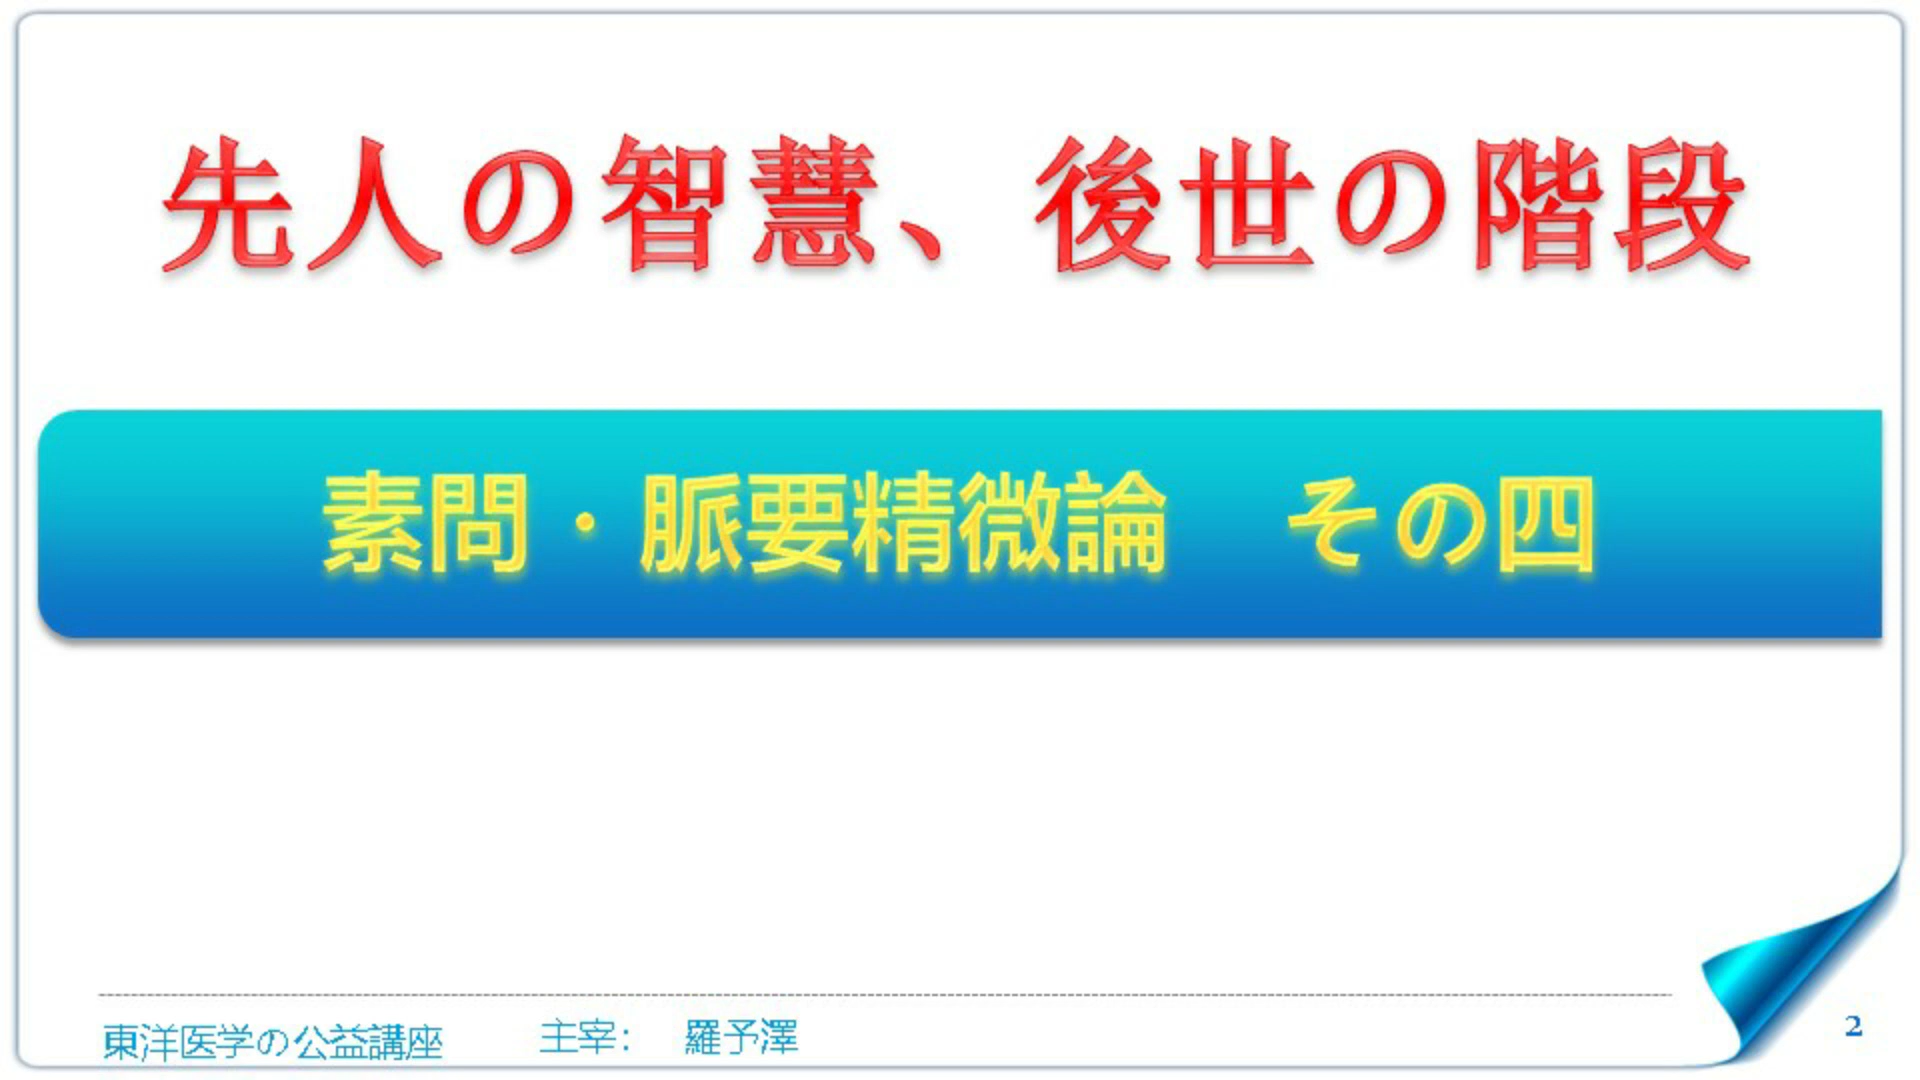 先人の智慧、後世の階段
素問・脈要精微論　その四
東洋医学の公益講座　主宰：　羅予澤
2